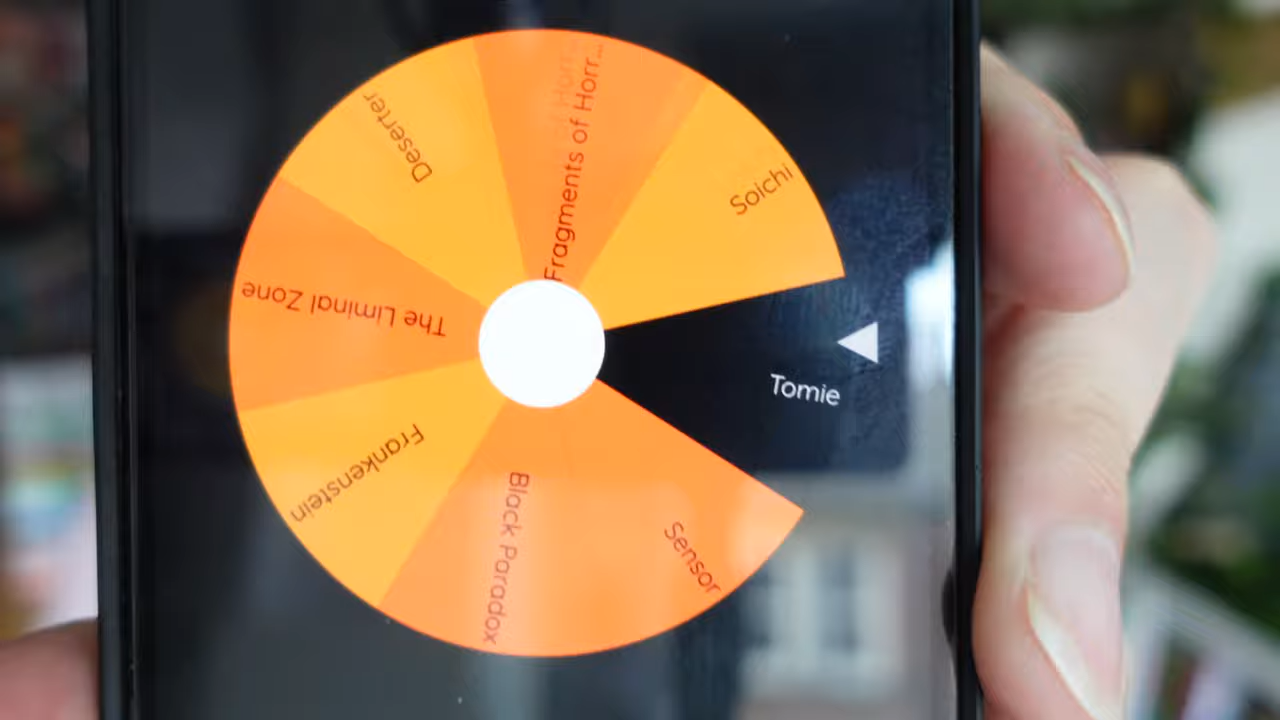 Fragments of Horr...
Soichi
Tomie
Sensor
Black Paradox
Frankenstein
The Liminal Zone
Deserter